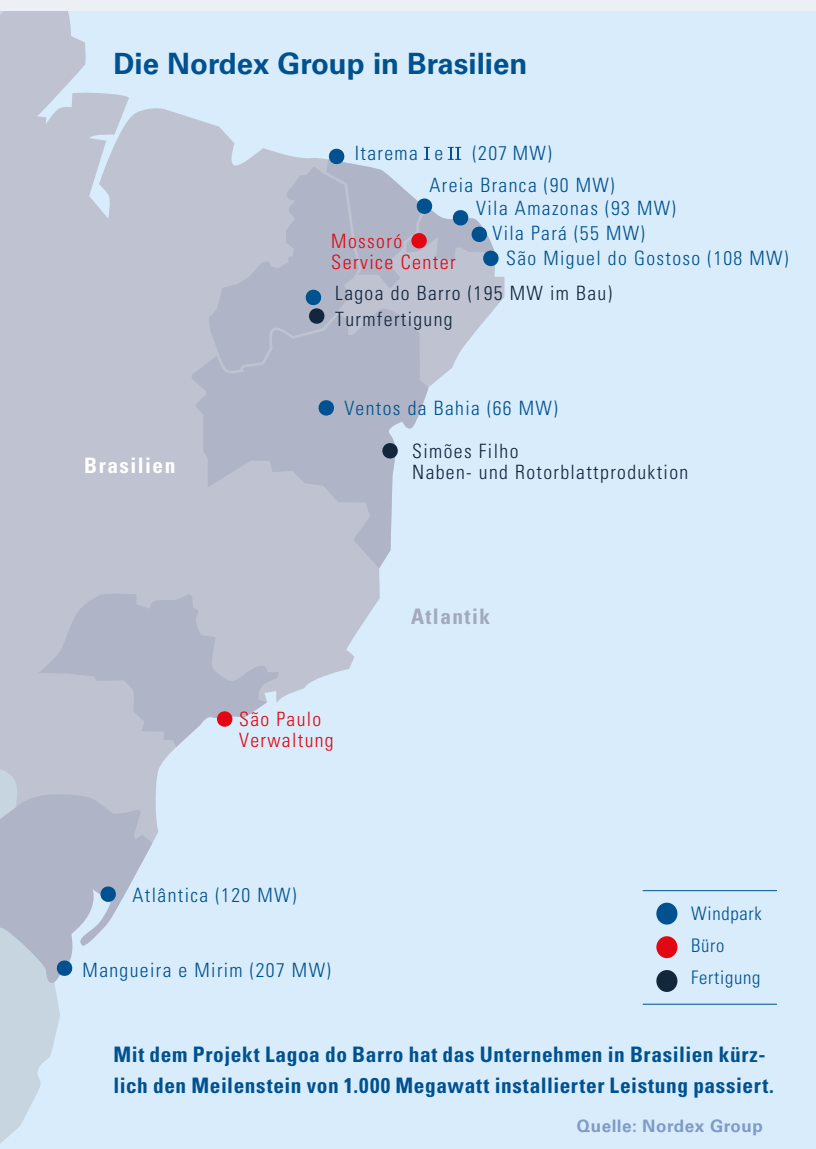 Die Nordex Group in Brasilien
Itarema I e II (207 MW)
Areia Branca (90 MW)
Vila Amazonas (93 MW)
Vila Pará (55 MW)
Mossoró
Service Center
São Miguel do Gostoso (108 MW)
Lagoa do Barro (195 MW im Bau)
Turmfertigung
Ventos da Bahia (66 MW)
Simões Filho
Naben- und Rotorblattproduktion
Brasilien
Atlantik
São Paulo
Verwaltung
Atlântica (120 MW)
Mangueira e Mirim (207 MW)
Windpark
Büro
Fertigung
Mit dem Projekt Lagoa do Barro hat das Unternehmen in Brasilien kürz-
lich den Meilenstein von 1.000 Megawatt installierter Leistung passiert.
Quelle: Nordex Group